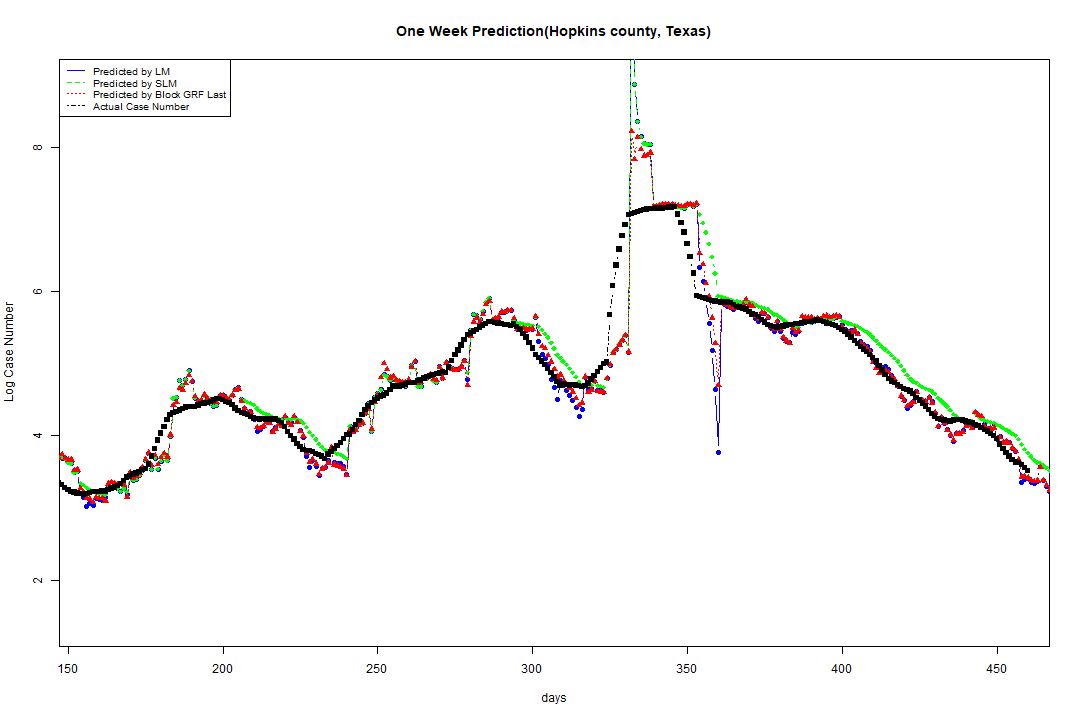 One Week Prediction(Hopkins county, Texas)
Predicted by LM
Predicted by SLM
Predicted by Block GRF Last
Actual Case Number
8
6
4
2
Log Case Number
150 200 250 300 350 400 450
days